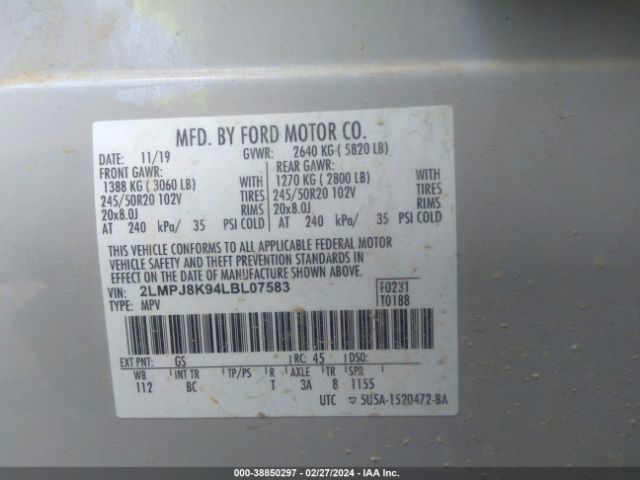 MFD. BY FORD MOTOR CO.
DATE: 11/19 GVWR: 2640 KG ( 5820 LB)
FRONT GAWR: REAR GAWR:
1388 KG ( 3060 LB) WITH 1270 KG ( 2800 LB) WITH
245/50R20 102V TIRES 245/50R20 102V TIRES
20x8.0J RIMS 20x8.0J RIMS
AT 240 kPa/ 35 PSI COLD AT 240 kPa/ 35 PSI COLD
THIS VEHICLE CONFORMS TO ALL APPLICABLE FEDERAL MOTOR
VEHICLE SAFETY AND THEFT PREVENTION STANDARDS IN
EFFECT ON THE DATE OF MANUFACTURE SHOWN ABOVE.
VIN: 2LMPJ8K94LBL07583 F0231
TYPE: MPV T0188
EXT PNT: GS RC: 45 DSO:
WB INT TR TP/PS R AXLE TR SPR
112 BC T 3A 8 1155
UTC 5U5A-1520472-BA
000-38850297 - 02/27/2024 - IAA Inc.